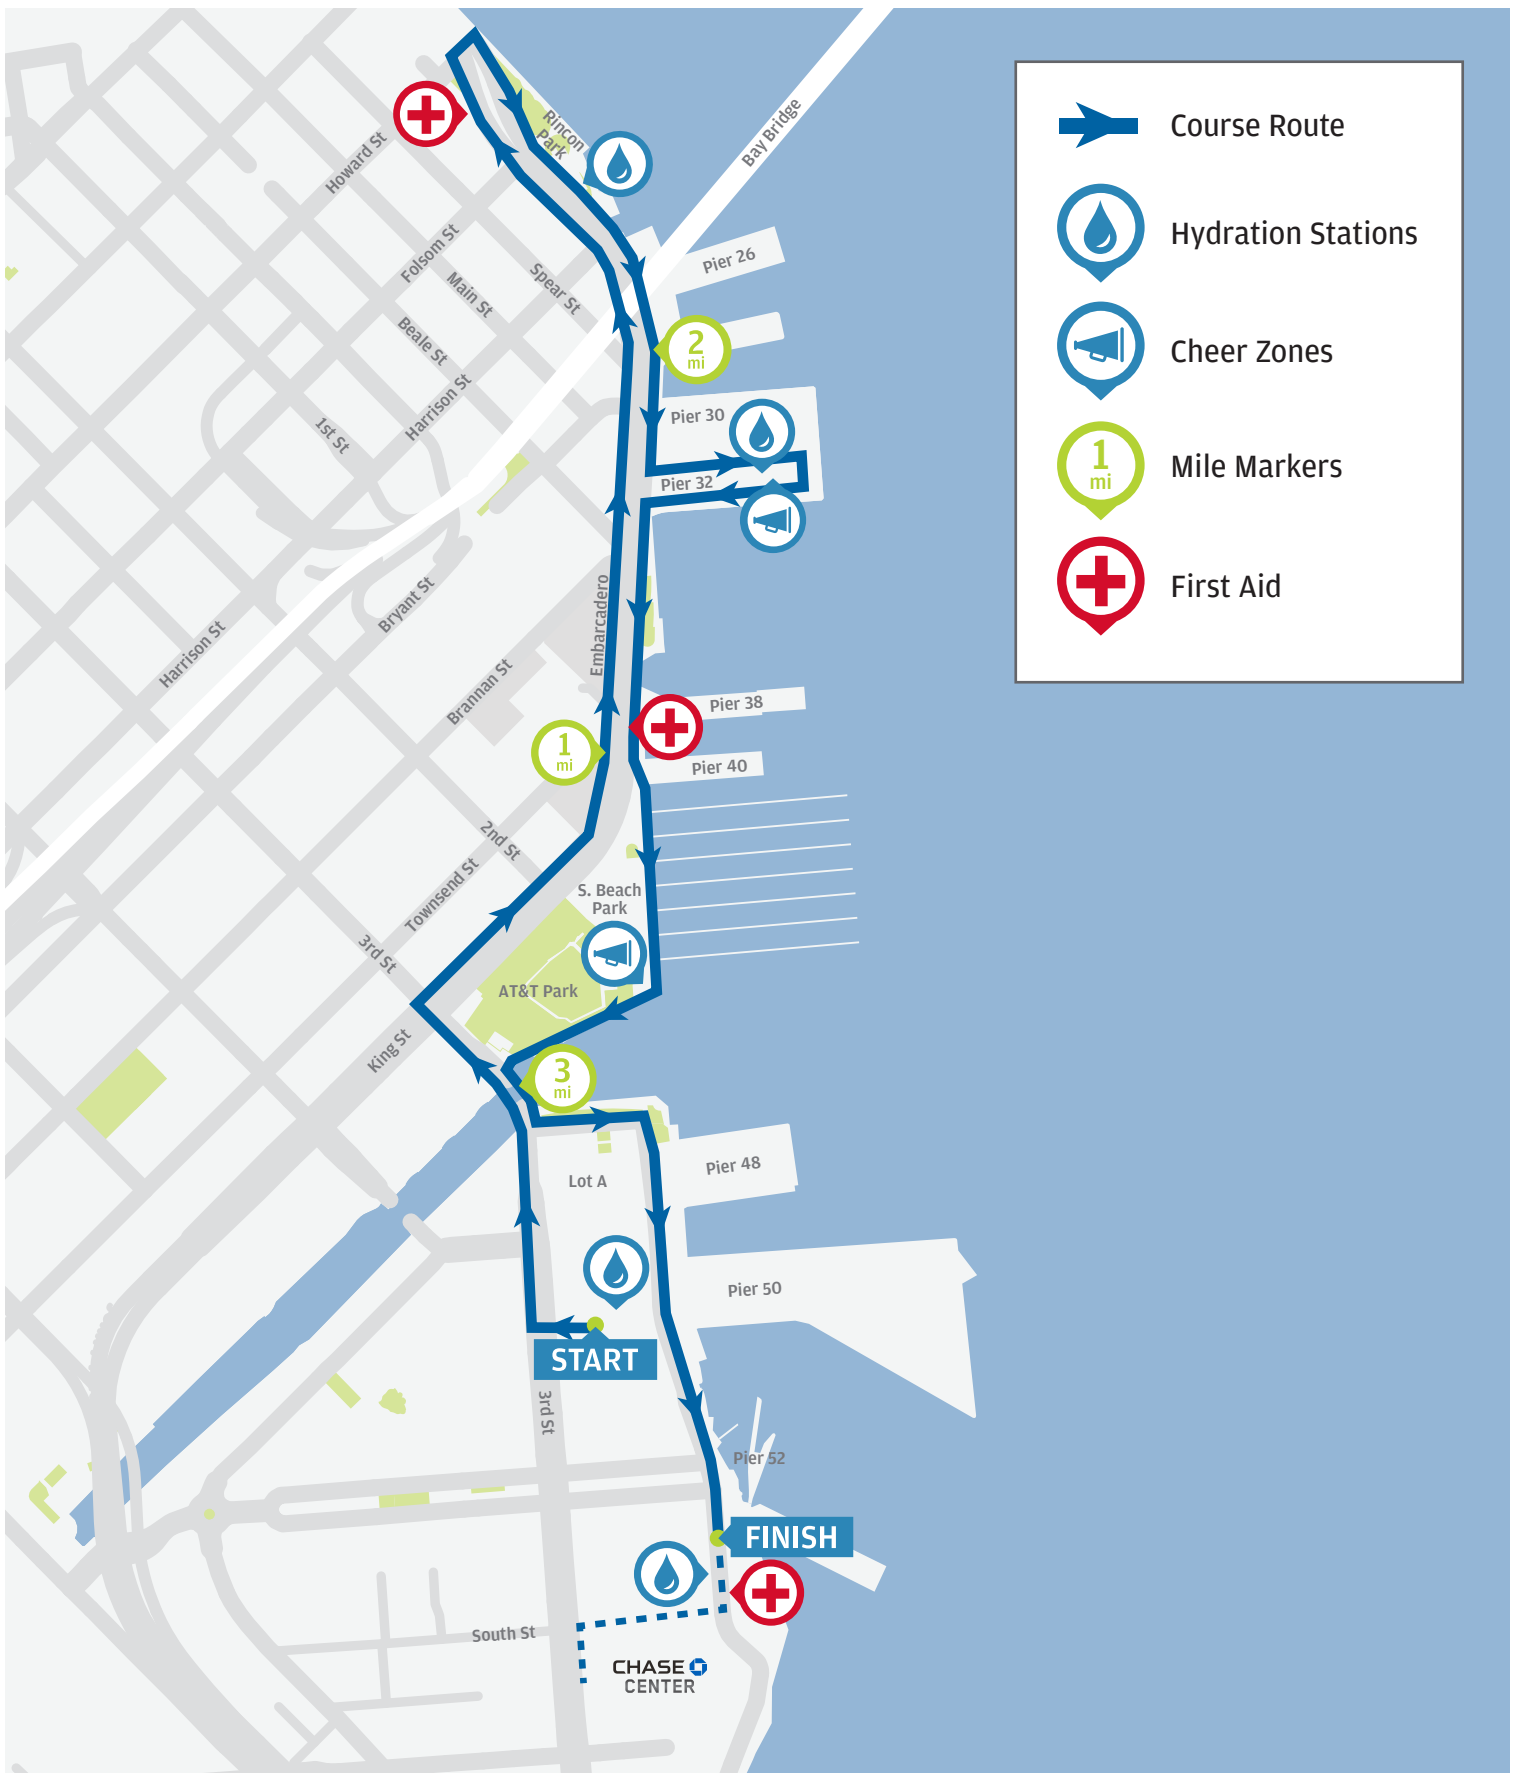 Rincon
Park
Bay Bridge
Howard St
Folsom St
Main St
Spear St
Beale St
Harrison St
1st St
Pier 26
2
mi
Pier 30
Pier 32
Embarcadero
Bryant St
Harrison St
Brannan St
Pier 38
1
mi
Pier 40
2nd St
Townsend St
S. Beach
Park
3rd St
AT&T Park
King St
3
mi
Lot A
Pier 48
Pier 50
START
3rd St
Pier 52
FINISH
South St
CHASE
CENTER
Course Route
Hydration Stations
Cheer Zones
1
mi
Mile Markers
First Aid